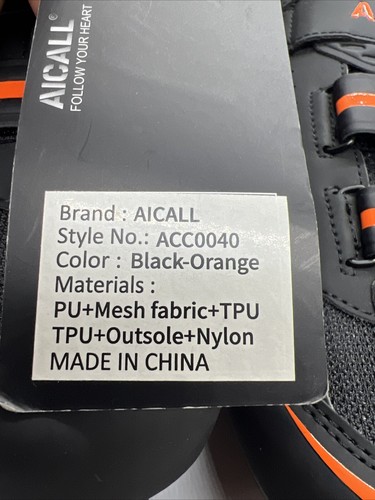 AICALL®
FOLLOW YOUR HEART
Brand : AICALL
Style No.: ACC0040
Color : Black-Orange
Materials :
PU+Mesh fabric+TPU
TPU+Outsole+Nylon
MADE IN CHINA